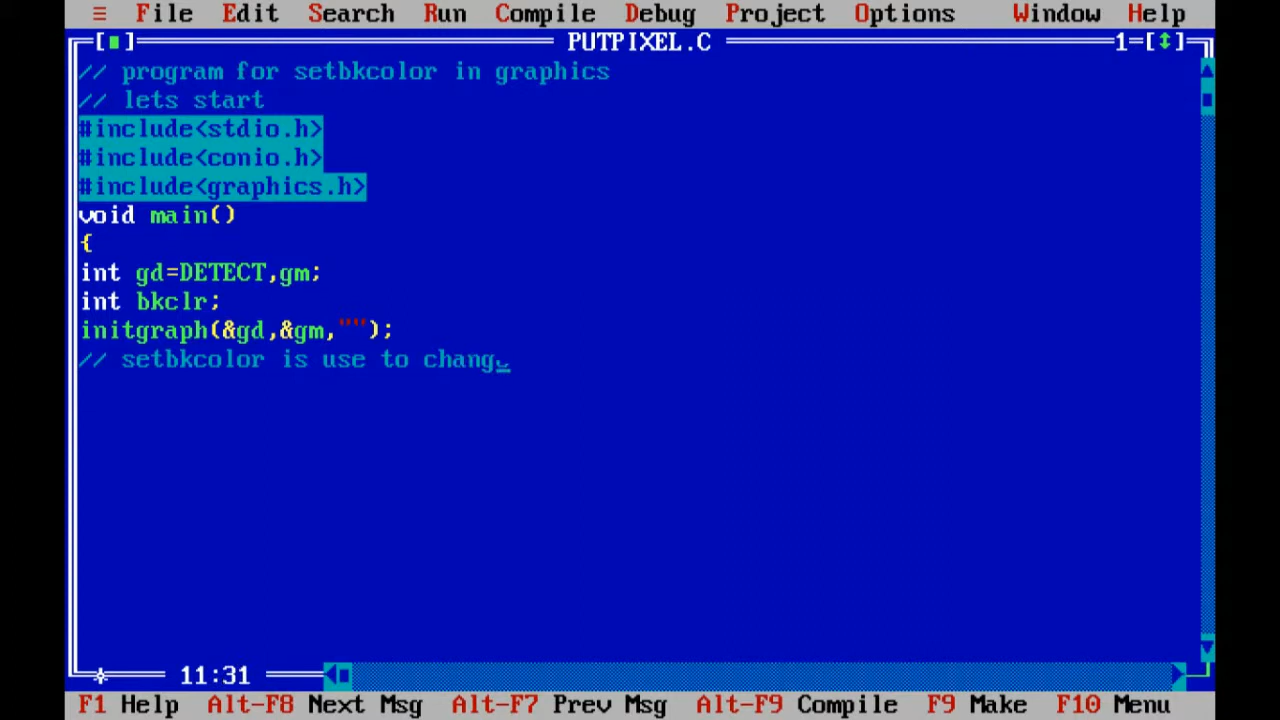 ≡ File Edit Search Run Compile Debug Project Options Window Help
[■] PUTPIXEL.C 1=[↕]
// program for setbkcolor in graphics
// lets start
#include<stdio.h>
#include<conio.h>
#include<graphics.h>
void main()
{
int gd=DETECT,gm;
int bkclr;
initgraph(&gd,&gm,"");
// setbkcolor is use to change
11:31
F1 Help Alt-F8 Next Msg Alt-F7 Prev Msg Alt-F9 Compile F9 Make F10 Menu